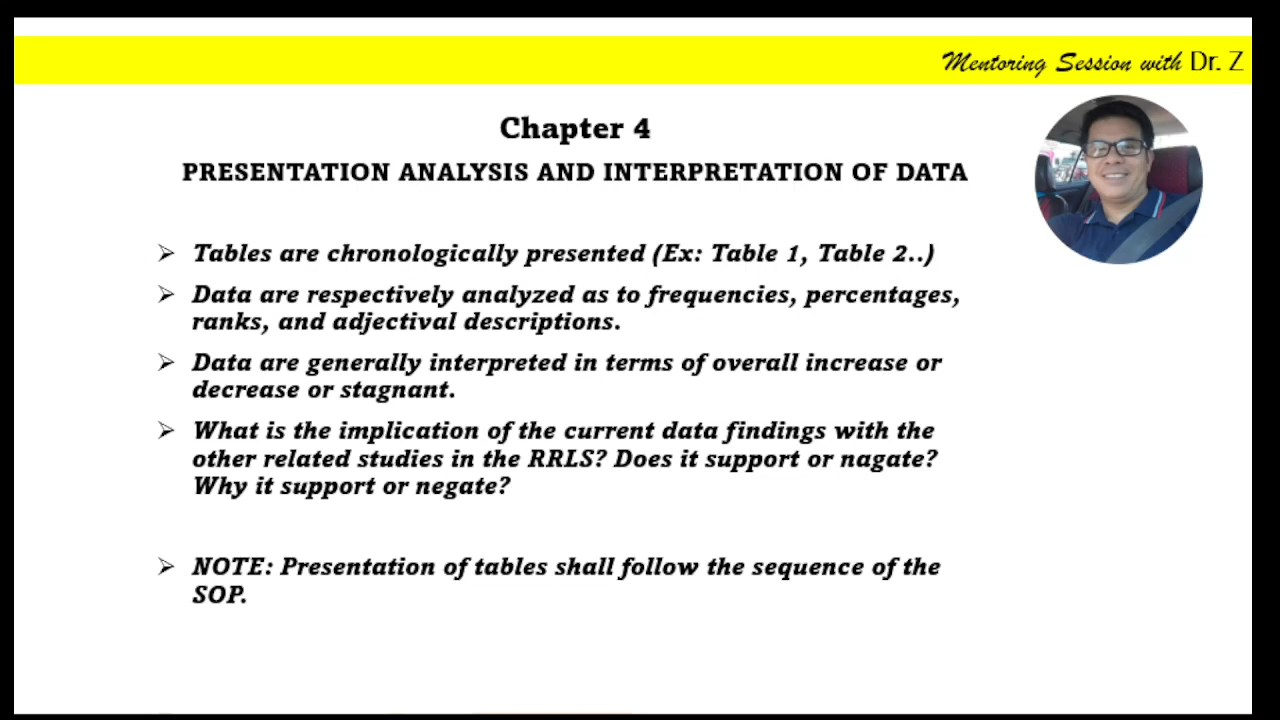 Mentoring Session with Dr. Z
Chapter 4
PRESENTATION ANALYSIS AND INTERPRETATION OF DATA
➢ Tables are chronologically presented (Ex: Table 1, Table 2..)
➢ Data are respectively analyzed as to frequencies, percentages,
ranks, and adjectival descriptions.
➢ Data are generally interpreted in terms of overall increase or
decrease or stagnant.
➢ What is the implication of the current data findings with the
other related studies in the RRLS? Does it support or nagate?
Why it support or negate?
➢ NOTE: Presentation of tables shall follow the sequence of the
SOP.